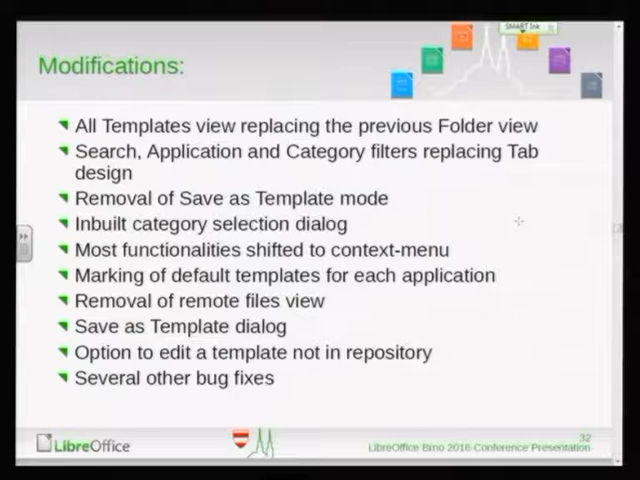 SMART Ink
Modifications:
All Templates view replacing the previous Folder view
Search, Application and Category filters replacing Tab
design
Removal of Save as Template mode
Inbuilt category selection dialog
Most functionalities shifted to context-menu
Marking of default templates for each application
Removal of remote files view
Save as Template dialog
Option to edit a template not in repository
Several other bug fixes
32
LibreOffice
LibreOffice Brno 2016 Conference Presentation